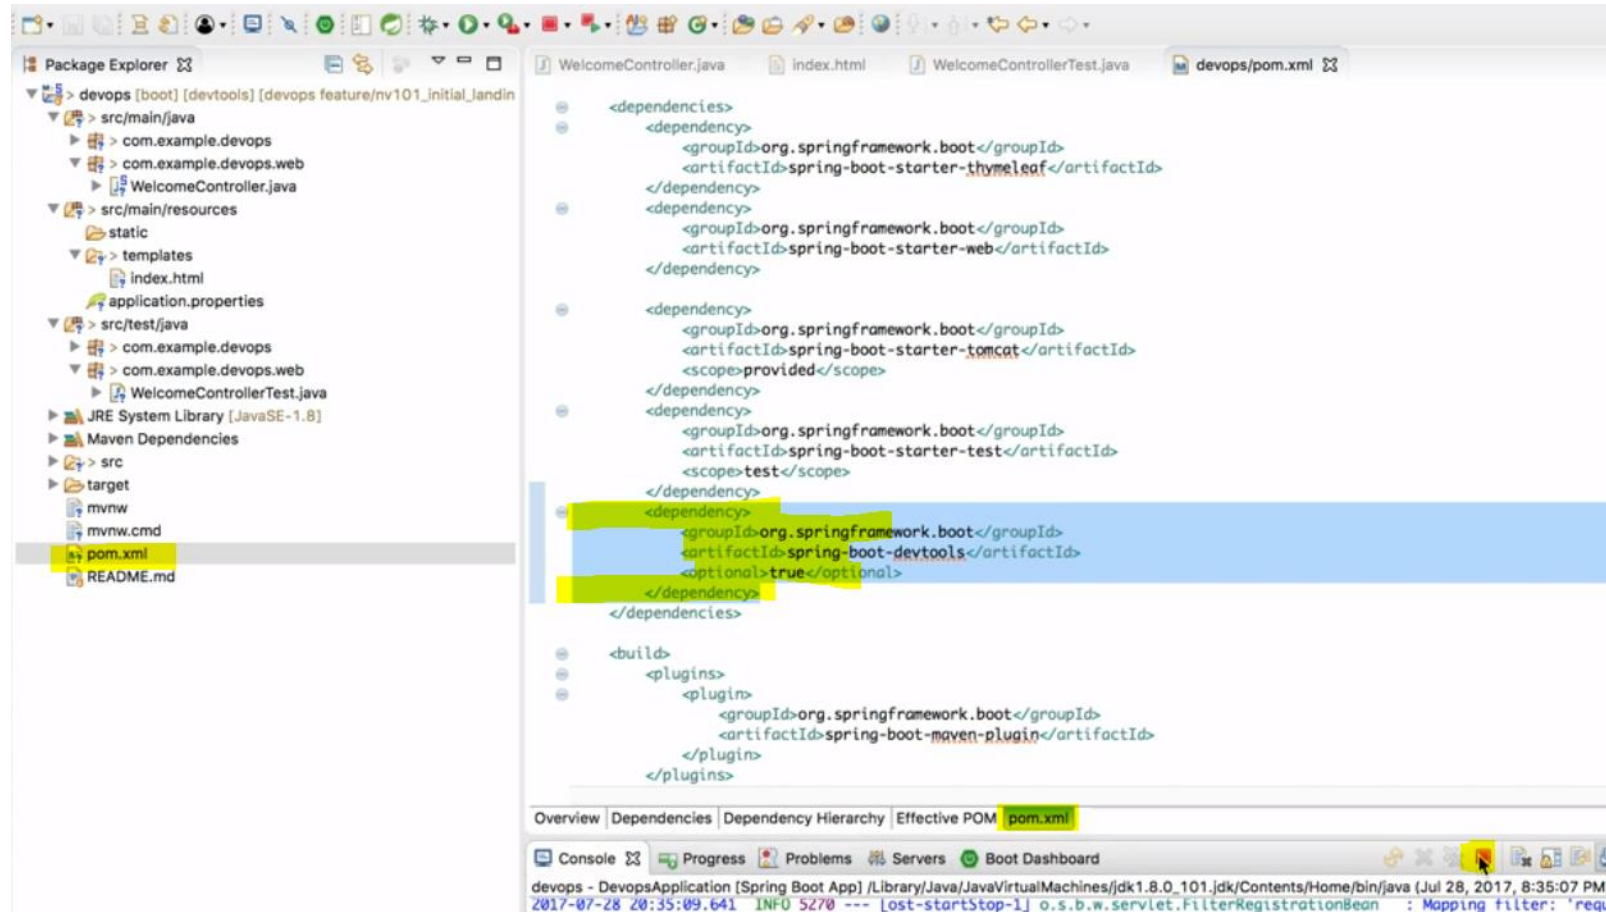 Package Explorer
> devops [boot] [devtools] [devops feature/nv101_initial_landin
> src/main/java
> com.example.devops
> com.example.devops.web
WelcomeController.java
> src/main/resources
static
> templates
index.html
application.properties
> src/test/java
> com.example.devops
> com.example.devops.web
WelcomeControllerTest.java
JRE System Library [JavaSE-1.8]
Maven Dependencies
> src
target
mvnw
mvnw.cmd
pom.xml
README.md
WelcomeController.java index.html WelcomeControllerTest.java devops/pom.xml
<dependencies>
<dependency>
<groupId>org.springframework.boot</groupId>
<artifactId>spring-boot-starter-thymeleaf</artifactId>
</dependency>
<dependency>
<groupId>org.springframework.boot</groupId>
<artifactId>spring-boot-starter-web</artifactId>
</dependency>
<dependency>
<groupId>org.springframework.boot</groupId>
<artifactId>spring-boot-starter-tomcat</artifactId>
<scope>provided</scope>
</dependency>
<dependency>
<groupId>org.springframework.boot</groupId>
<artifactId>spring-boot-starter-test</artifactId>
<scope>test</scope>
</dependency>
<dependency>
<groupId>org.springframework.boot</groupId>
<artifactId>spring-boot-devtools</artifactId>
<optional>true</optional>
</dependency>
</dependencies>
<build>
<plugins>
<plugin>
<groupId>org.springframework.boot</groupId>
<artifactId>spring-boot-maven-plugin</artifactId>
</plugin>
</plugins>
Overview Dependencies Dependency Hierarchy Effective POM pom.xml
Console Progress Problems Servers Boot Dashboard
devops - DevopsApplication [Spring Boot App] /Library/Java/JavaVirtualMachines/jdk1.8.0_101.jdk/Contents/Home/bin/java (Jul 28, 2017, 8:35:07 PM
2017-07-28 20:35:09.641 INFO 5270 --- [ost-startStop-1] o.s.b.w.servlet.FilterRegistrationBean : Mapping filter: 'requ